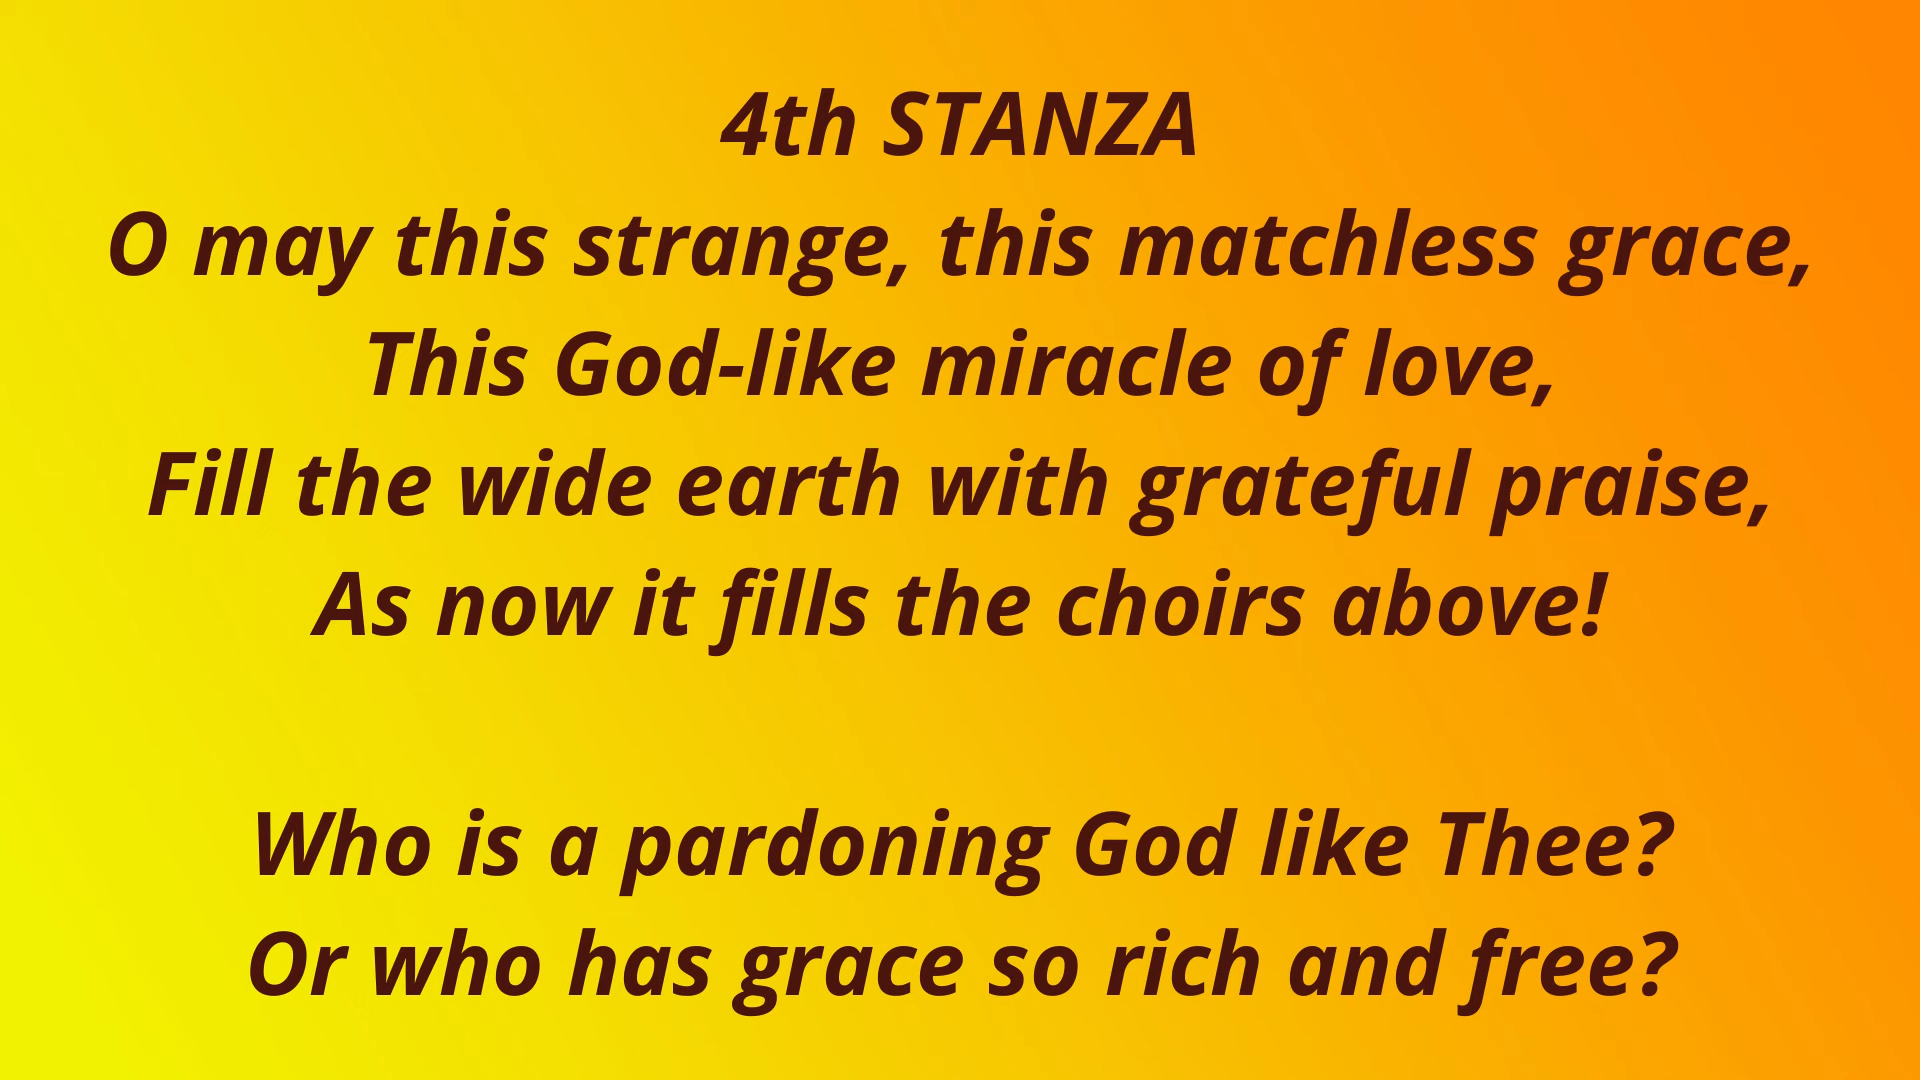 4th STANZA
O may this strange, this matchless grace,
This God-like miracle of love,
Fill the wide earth with grateful praise,
As now it fills the choirs above!
Who is a pardoning God like Thee?
Or who has grace so rich and free?